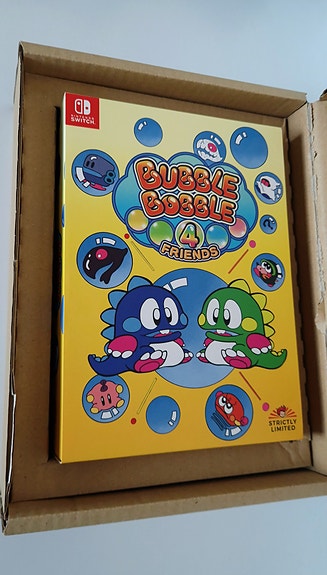 NINTENDO
SWITCH
BUBBLE
BOBBLE
4
FRIENDS
STRICTLY
LIMITED